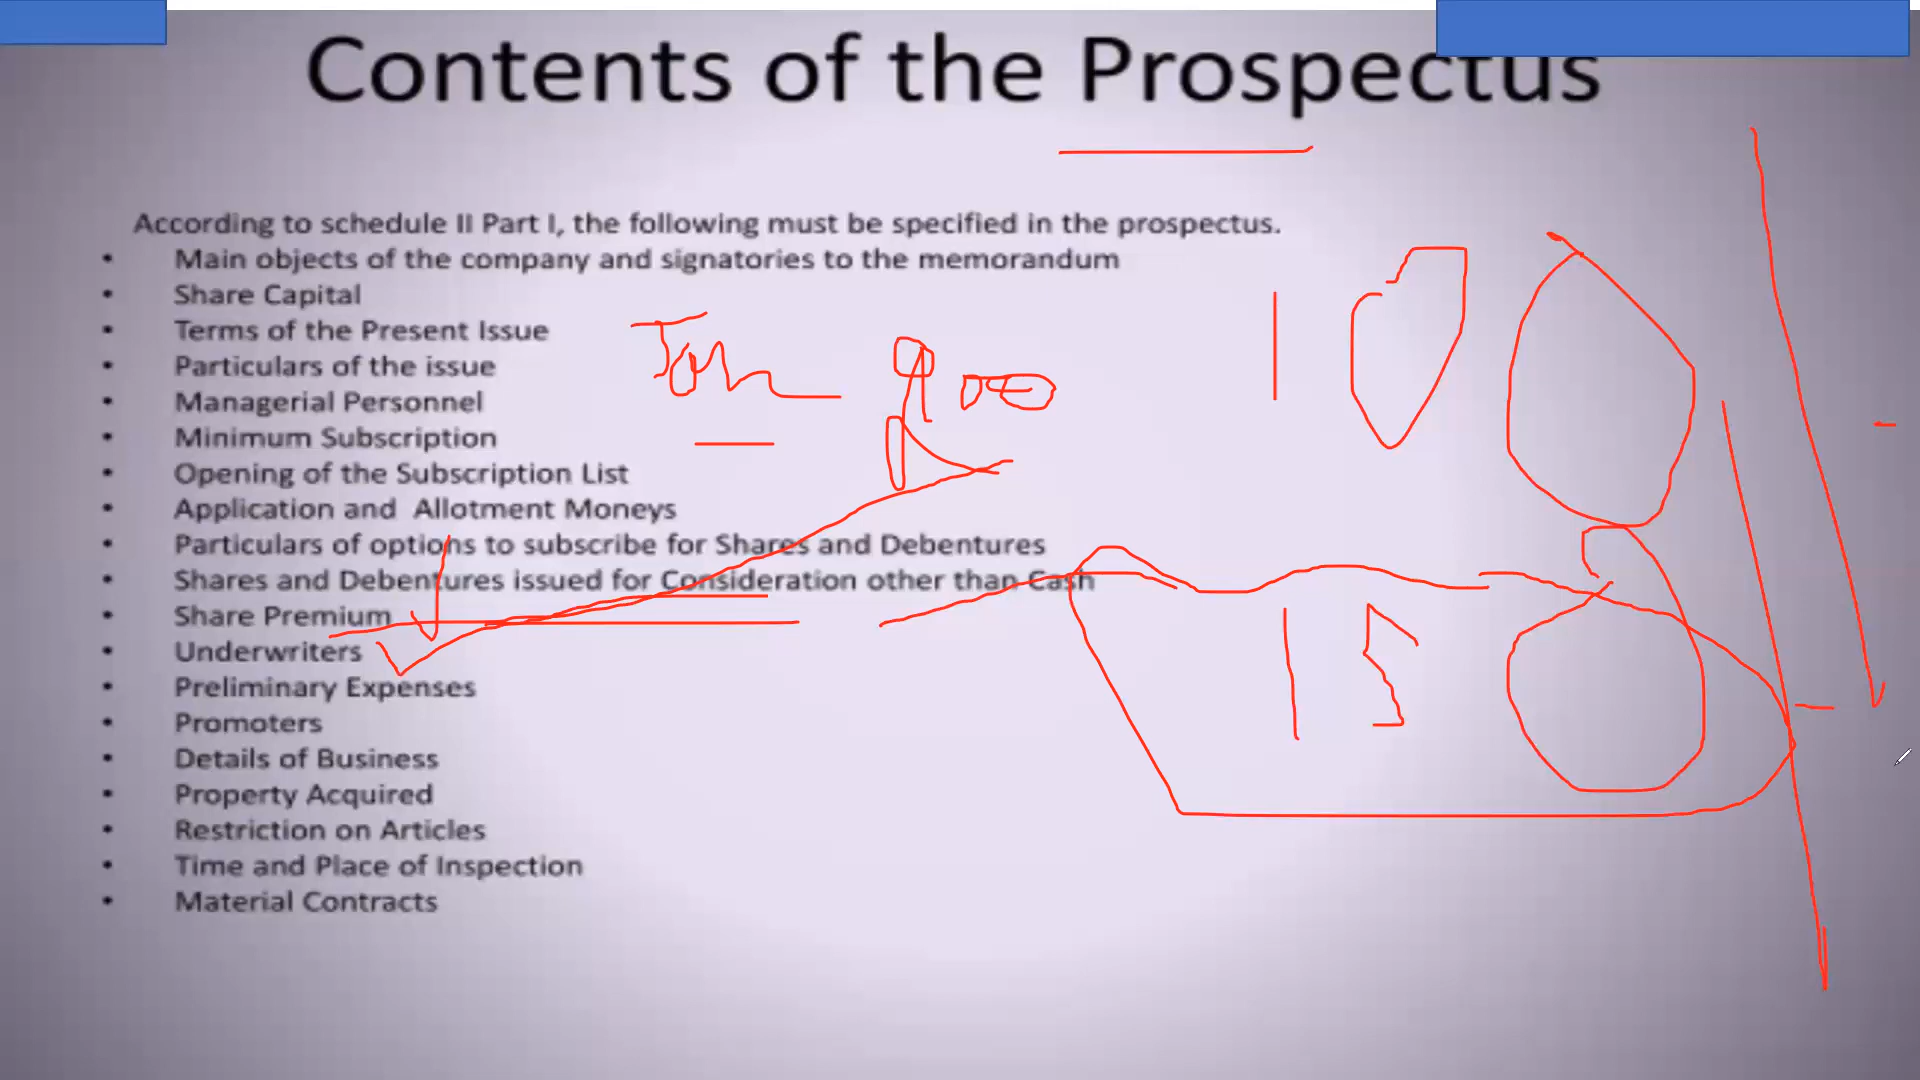 Contents of the Prospectus
According to schedule II Part I, the following must be specified in the prospectus.
• Main objects of the company and signatories to the memorandum
• Share Capital
• Terms of the Present Issue
• Particulars of the issue
• Managerial Personnel
• Minimum Subscription
• Opening of the Subscription List
• Application and Allotment Moneys
• Particulars of options to subscribe for Shares and Debentures
• Shares and Debentures issued for Consideration other than Cash
• Share Premium
• Underwriters
• Preliminary Expenses
• Promoters
• Details of Business
• Property Acquired
• Restriction on Articles
• Time and Place of Inspection
• Material Contracts
100
150